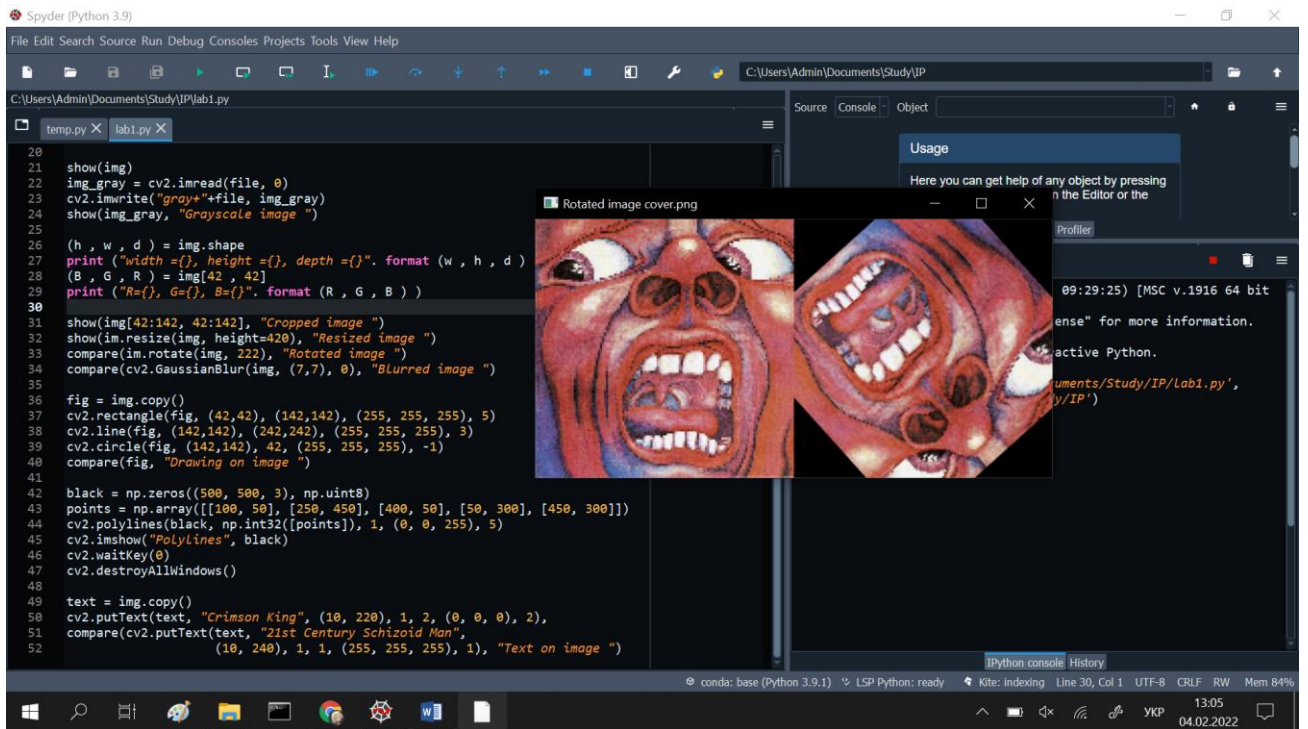 Spyder (Python 3.9)
File Edit Search Source Run Debug Consoles Projects Tools View Help
C:\Users\Admin\Documents\Study\IP
C:\Users\Admin\Documents\Study\IP\lab1.py
temp.py lab1.py
20
21 show(img)
22 img_gray = cv2.imread(file, 0)
23 cv2.imwrite("gray+"+file, img_gray)
24 show(img_gray, "Grayscale image ")
25
26 (h , w , d ) = img.shape
27 print ("width ={}, height ={}, depth ={}". format (w , h , d )
28 (B , G , R ) = img[42 , 42]
29 print ("R={}, G={}, B={}". format (R , G , B ) )
30
31 show(img[42:142, 42:142], "Cropped image ")
32 show(im.resize(img, height=420), "Resized image ")
33 compare(im.rotate(img, 222), "Rotated image ")
34 compare(cv2.GaussianBlur(img, (7,7), 0), "Blurred image ")
35
36 fig = img.copy()
37 cv2.rectangle(fig, (42,42), (142,142), (255, 255, 255), 5)
38 cv2.line(fig, (142,142), (242,242), (255, 255, 255), 3)
39 cv2.circle(fig, (142,142), 42, (255, 255, 255), -1)
40 compare(fig, "Drawing on image ")
41
42 black = np.zeros((500, 500, 3), np.uint8)
43 points = np.array([[100, 50], [250, 450], [400, 50], [50, 300], [450, 300]])
44 cv2.polylines(black, np.int32([points]), 1, (0, 0, 255), 5)
45 cv2.imshow("Polylines", black)
46 cv2.waitKey(0)
47 cv2.destroyAllWindows()
48
49 text = img.copy()
50 cv2.putText(text, "Crimson King", (10, 220), 1, 2, (0, 0, 0), 2),
51 compare(cv2.putText(text, "21st Century Schizoid Man",
52 (10, 240), 1, 1, (255, 255, 255), 1), "Text on image ")
Rotated image cover.png
Source Console Object
Usage
Here you can get help of any object by pressing
n the Editor or the
Profiler
09:29:25) [MSC v.1916 64 bit
ense" for more information.
active Python.
uments/Study/IP/lab1.py',
y/IP')
IPython console History
conda: base (Python 3.9.1) LSP Python: ready Kite: indexing Line 30, Col 1 UTF-8 CRLF RW Mem 84%
УКР
13:05
04.02.2022